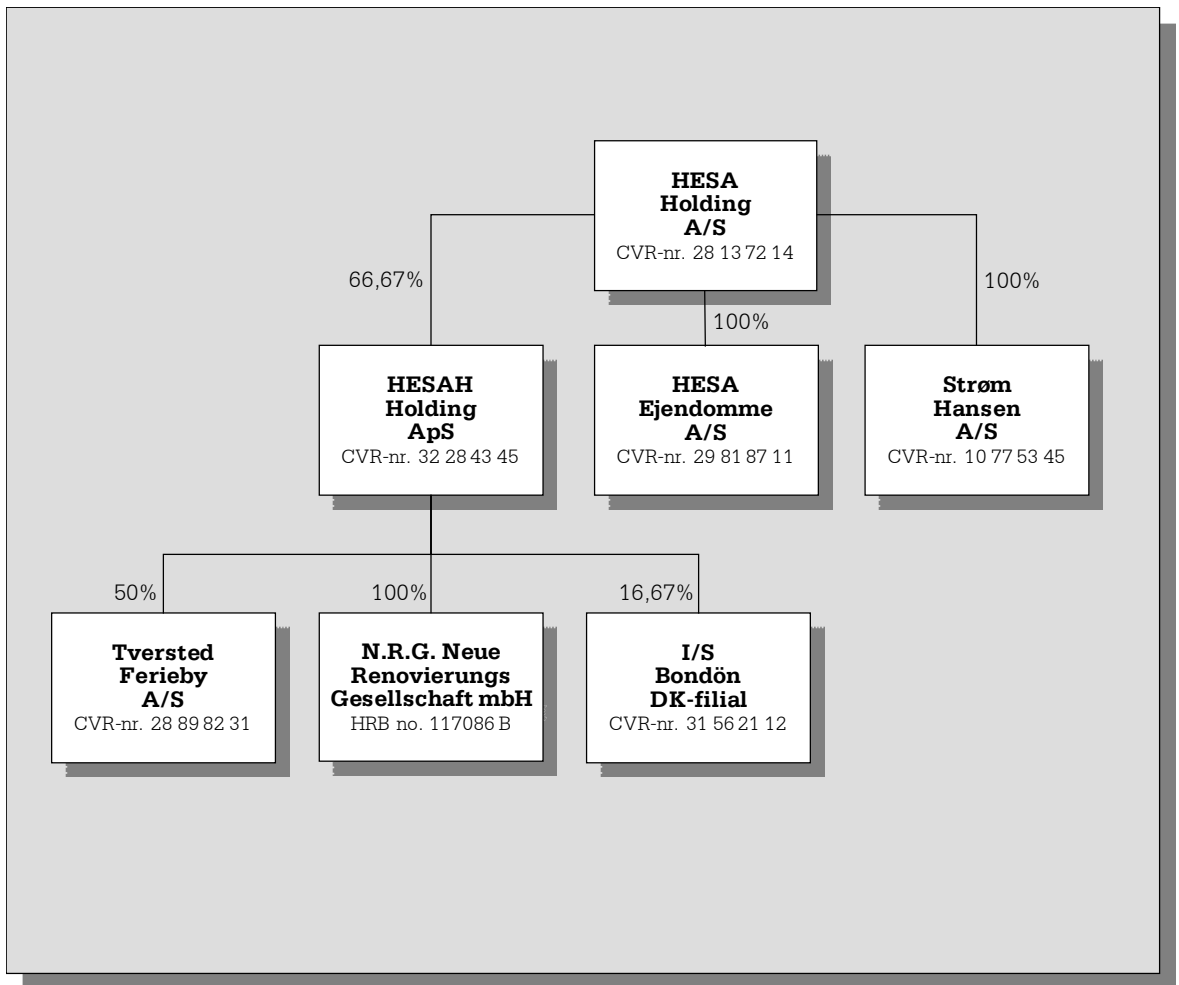 HESA
Holding
A/S
CVR-nr. 28 13 72 14
66,67%
100%
100%
HESAH
Holding
ApS
CVR-nr. 32 28 43 45
HESA
Ejendomme
A/S
CVR-nr. 29 81 87 11
Strøm
Hansen
A/S
CVR-nr. 10 77 53 45
50%
100%
16,67%
Tversted
Ferieby
A/S
CVR-nr. 28 89 82 31
N.R.G. Neue
Renovierungs
Gesellschaft mbH
HRB no. 117086 B
I/S
Bondön
DK-filial
CVR-nr. 31 56 21 12